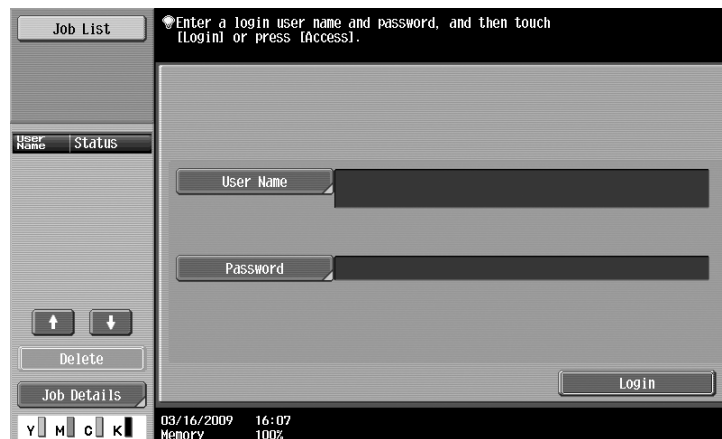 Job List
Enter a login user name and password, and then touch
[Login] or press [Access].
User Name
Status
User Name
Password
Delete
Job Details
Login
Y M C K
03/16/2009 16:07
Memory 100%